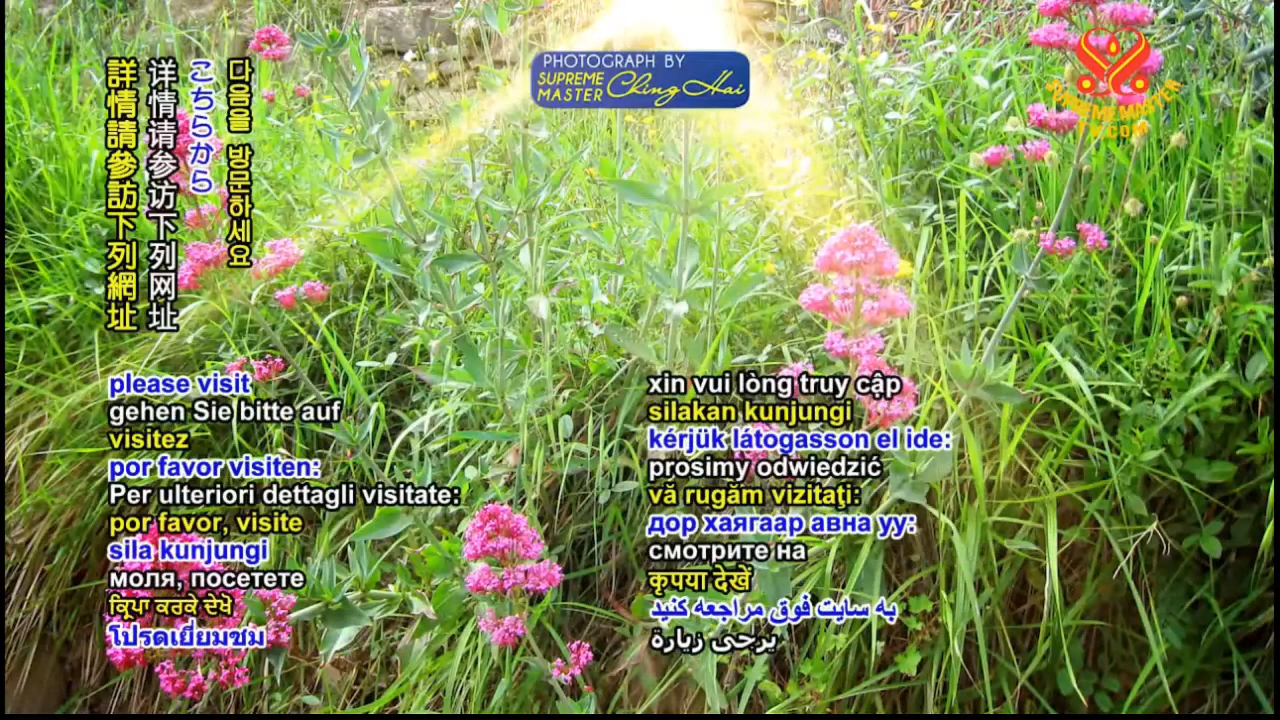 PHOTOGRAPH BY
SUPREME
MASTER Ching Hai
SUPREME MASTER
TV.COM
詳情請參訪下列網址
详情请参访下列网址
こちらから
다음을 방문하세요
please visit
gehen Sie bitte auf
visitez
por favor visiten:
Per ulteriori dettagli visitate:
por favor, visite
sila kunjungi
моля, посетете
ਕ੍ਰਿਪਾ ਕਰਕੇ ਦੇਖੋ
โปรดเยี่ยมชม
xin vui lòng truy cập
silakan kunjungi
kérjük látogasson el ide:
prosimy odwiedzić
vă rugăm vizitaţi:
дор хаягаар авна уу:
смотрите на
कृपया देखें
به سایت فوق مراجعه کنید
يرجى زيارة